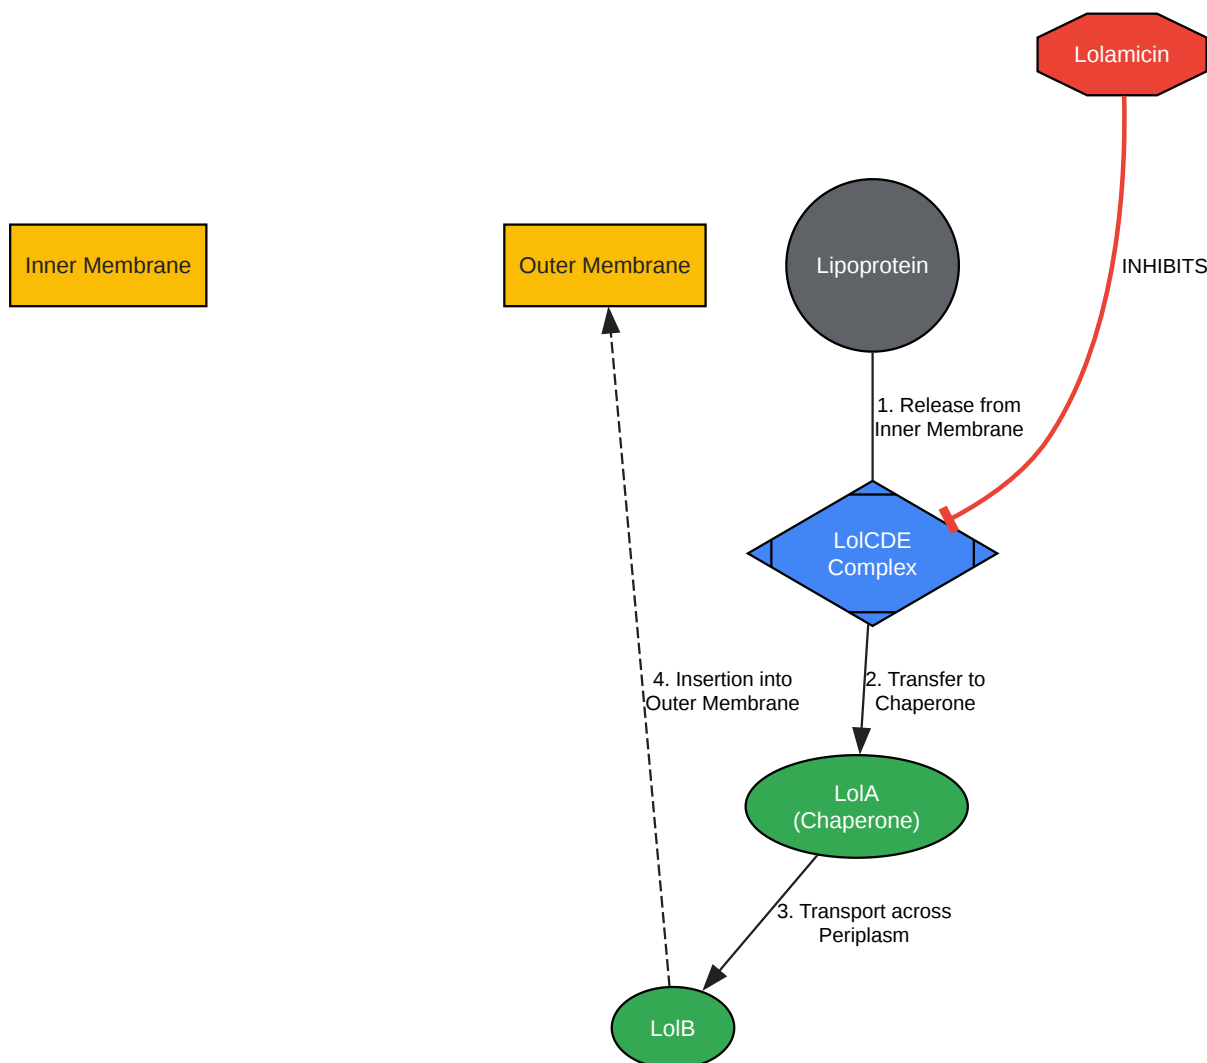 Lolamicin
Inner Membrane
Outer Membrane
Lipoprotein
INHIBITS
1. Release from
Inner Membrane
LolCDE
Complex
4. Insertion into
Outer Membrane
2. Transfer to
Chaperone
LolA
(Chaperone)
3. Transport across
Periplasm
LolB